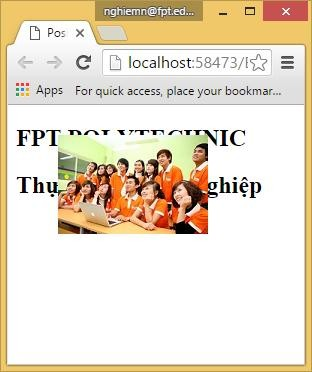 nghiemn@fpt.ed...
Pos
localhost:58473/
Apps For quick access, place your bookmar...
FPT POLYTECHNIC
Thụ nghiệp